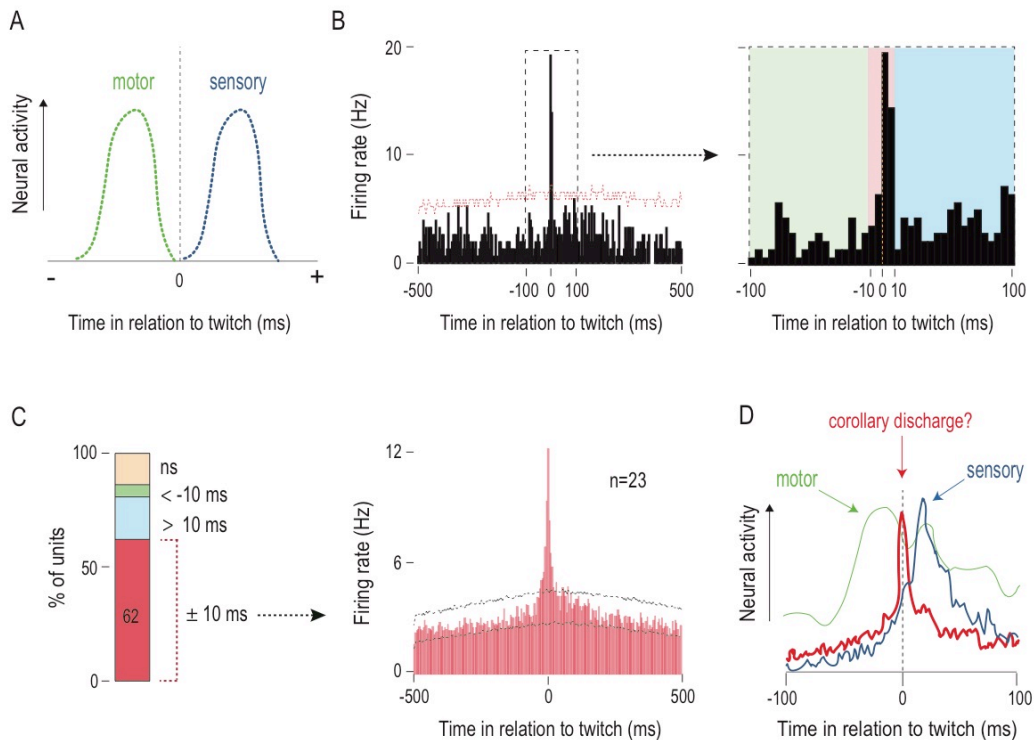 A
motor
sensory
Neural activity
-
0
+
Time in relation to twitch (ms)
B
20
10
0
Firing rate (Hz)
-500
-100
0
100
500
Time in relation to twitch (ms)
-100
-10
0
10
100
Time in relation to twitch (ms)
C
100
50
0
% of units
ns
< -10 ms
> 10 ms
62
± 10 ms
12
6
0
Firing rate (Hz)
n=23
-500
0
500
Time in relation to twitch (ms)
D
corollary discharge?
motor
sensory
Neural activity
-100
0
100
Time in relation to twitch (ms)